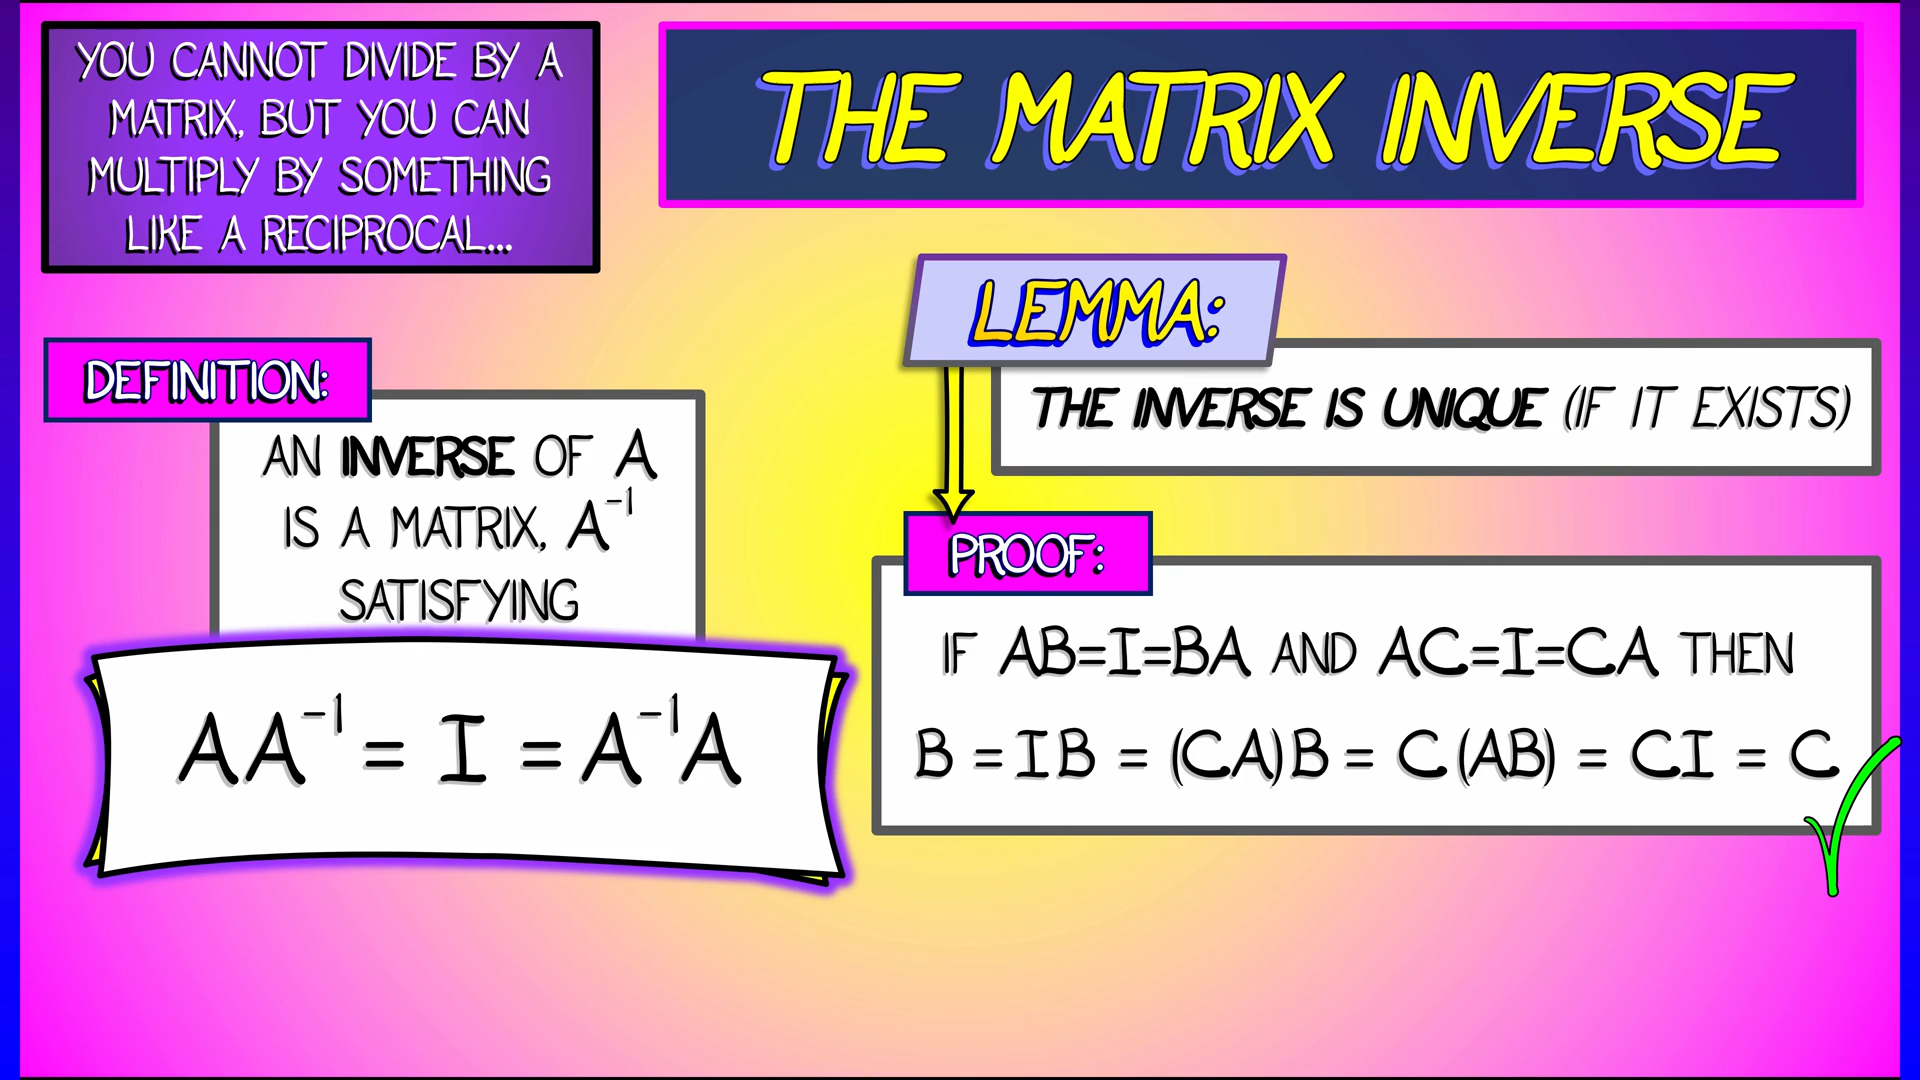 YOU CANNOT DIVIDE BY A
MATRIX, BUT YOU CAN
MULTIPLY BY SOMETHING
LIKE A RECIPROCAL...
THE MATRIX INVERSE
DEFINITION:
AN INVERSE OF A
IS A MATRIX, A⁻¹
SATISFYING
AA⁻¹ = I = A⁻¹A
LEMMA:
THE INVERSE IS UNIQUE (IF IT EXISTS)
PROOF:
IF AB=I=BA AND AC=I=CA THEN
B = IB = (CA)B = C(AB) = CI = C